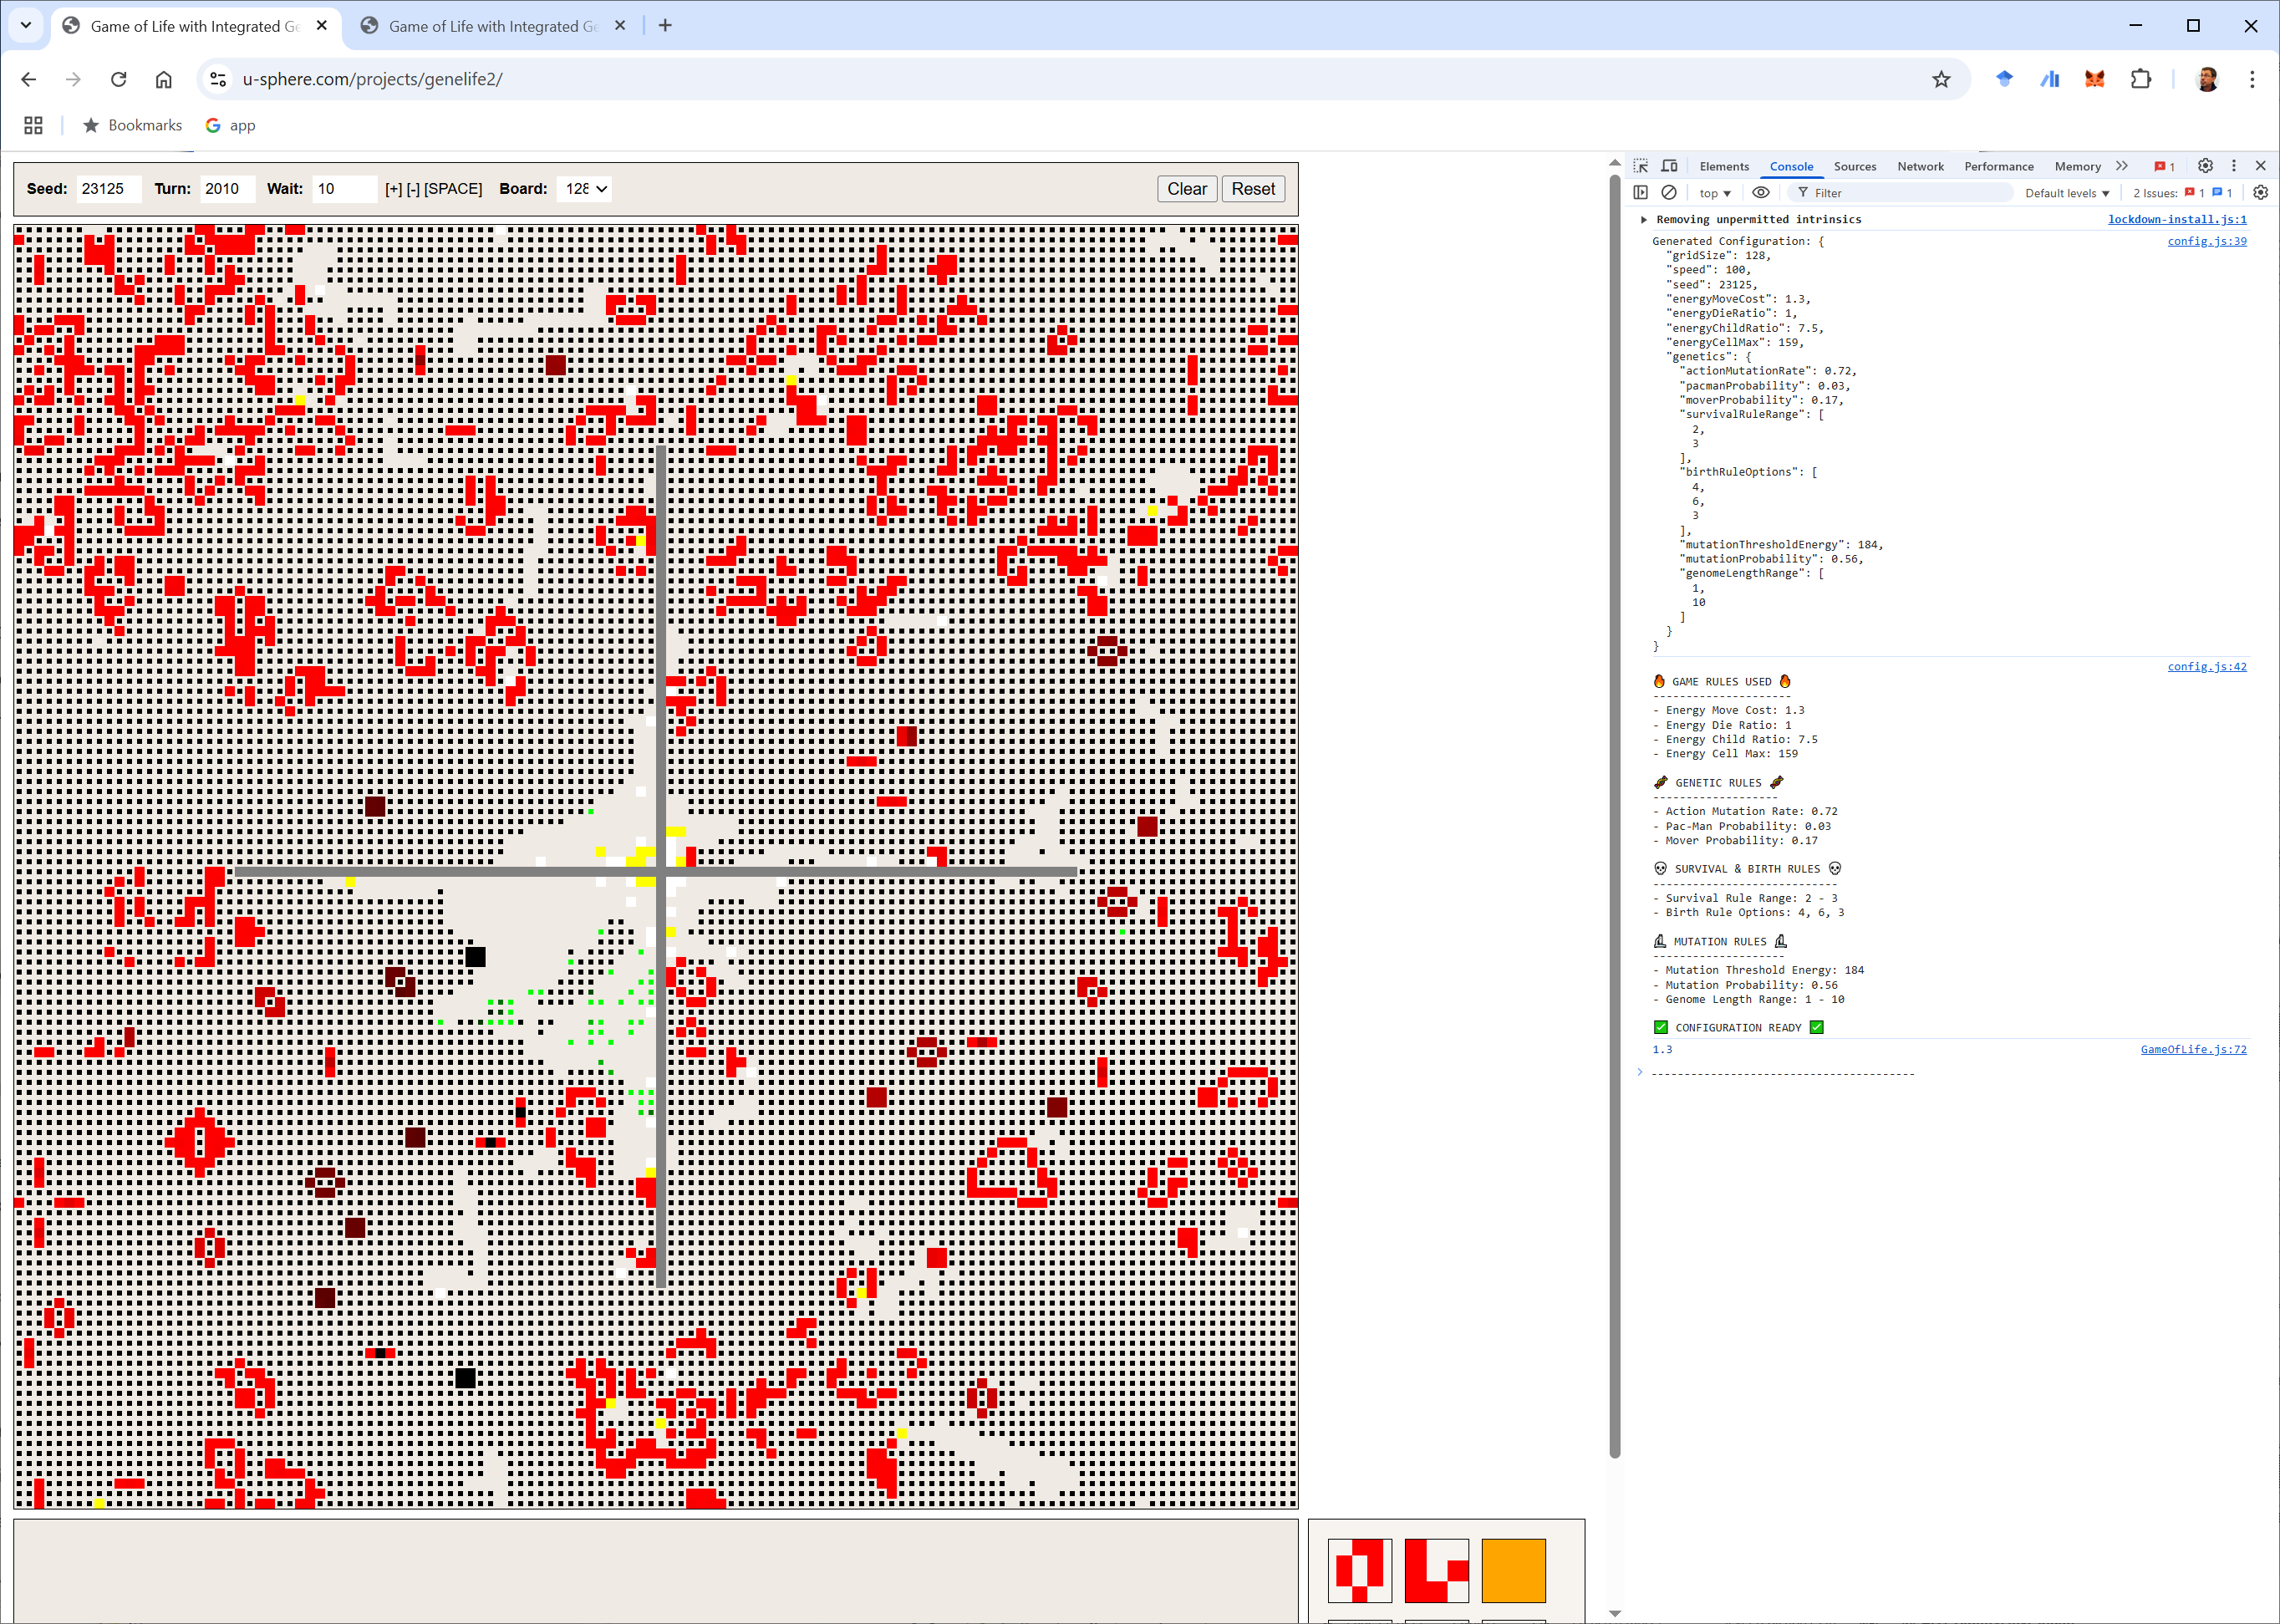 Game of Life with Integrated Ge
Game of Life with Integrated Ge
u-sphere.com/projects/genelife2/
Bookmarks
app
Seed: 23125 Turn: 2010 Wait: 10 [+] [-] [SPACE] Board: 128 Clear Reset
Elements Console Sources Network Performance Memory 1
top Filter Default levels 2 Issues: 1 1
Removing unpermitted intrinsics lockdown-install.js:1
Generated Configuration: { config.js:39
"gridSize": 128,
"speed": 100,
"seed": 23125,
"energyMoveCost": 1.3,
"energyDieRatio": 1,
"energyChildRatio": 7.5,
"energyCellMax": 159,
"genetics": {
"actionMutationRate": 0.72,
"pacmanProbability": 0.03,
"moverProbability": 0.17,
"survivalRuleRange": [
2,
3
],
"birthRuleOptions": [
4,
6,
3
],
"mutationThresholdEnergy": 184,
"mutationProbability": 0.56,
"genomeLengthRange": [
1,
10
]
}
}
config.js:42
🔥 GAME RULES USED 🔥
---------------------
- Energy Move Cost: 1.3
- Energy Die Ratio: 1
- Energy Child Ratio: 7.5
- Energy Cell Max: 159
GENETIC RULES
-------------------
- Action Mutation Rate: 0.72
- Pac-Man Probability: 0.03
- Mover Probability: 0.17
💀 SURVIVAL & BIRTH RULES 💀
----------------------------
- Survival Rule Range: 2 - 3
- Birth Rule Options: 4, 6, 3
MUTATION RULES
--------------------
- Mutation Threshold Energy: 184
- Mutation Probability: 0.56
- Genome Length Range: 1 - 10
✅ CONFIGURATION READY ✅
1.3 GameOfLife.js:72
> ----------------------------------------